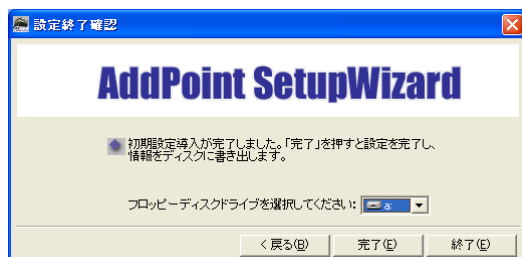 設定終了確認
AddPoint SetupWizard
初期設定導入が完了しました。「完了」を押すと設定を完了し、
情報をディスクに書き出します。
フロッピーディスクドライブを選択してください: a:
< 戻る(B) 完了(E) 終了(E)